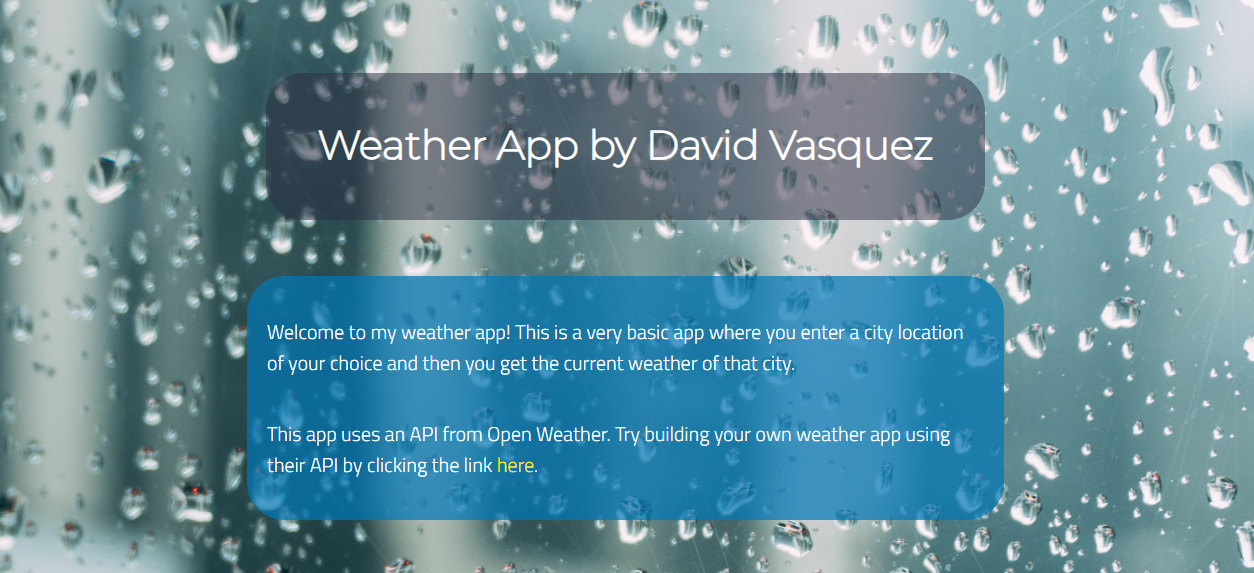 Weather App by David Vasquez
Welcome to my weather app! This is a very basic app where you enter a city location
of your choice and then you get the current weather of that city.
This app uses an API from Open Weather. Try building your own weather app using
their API by clicking the link here.